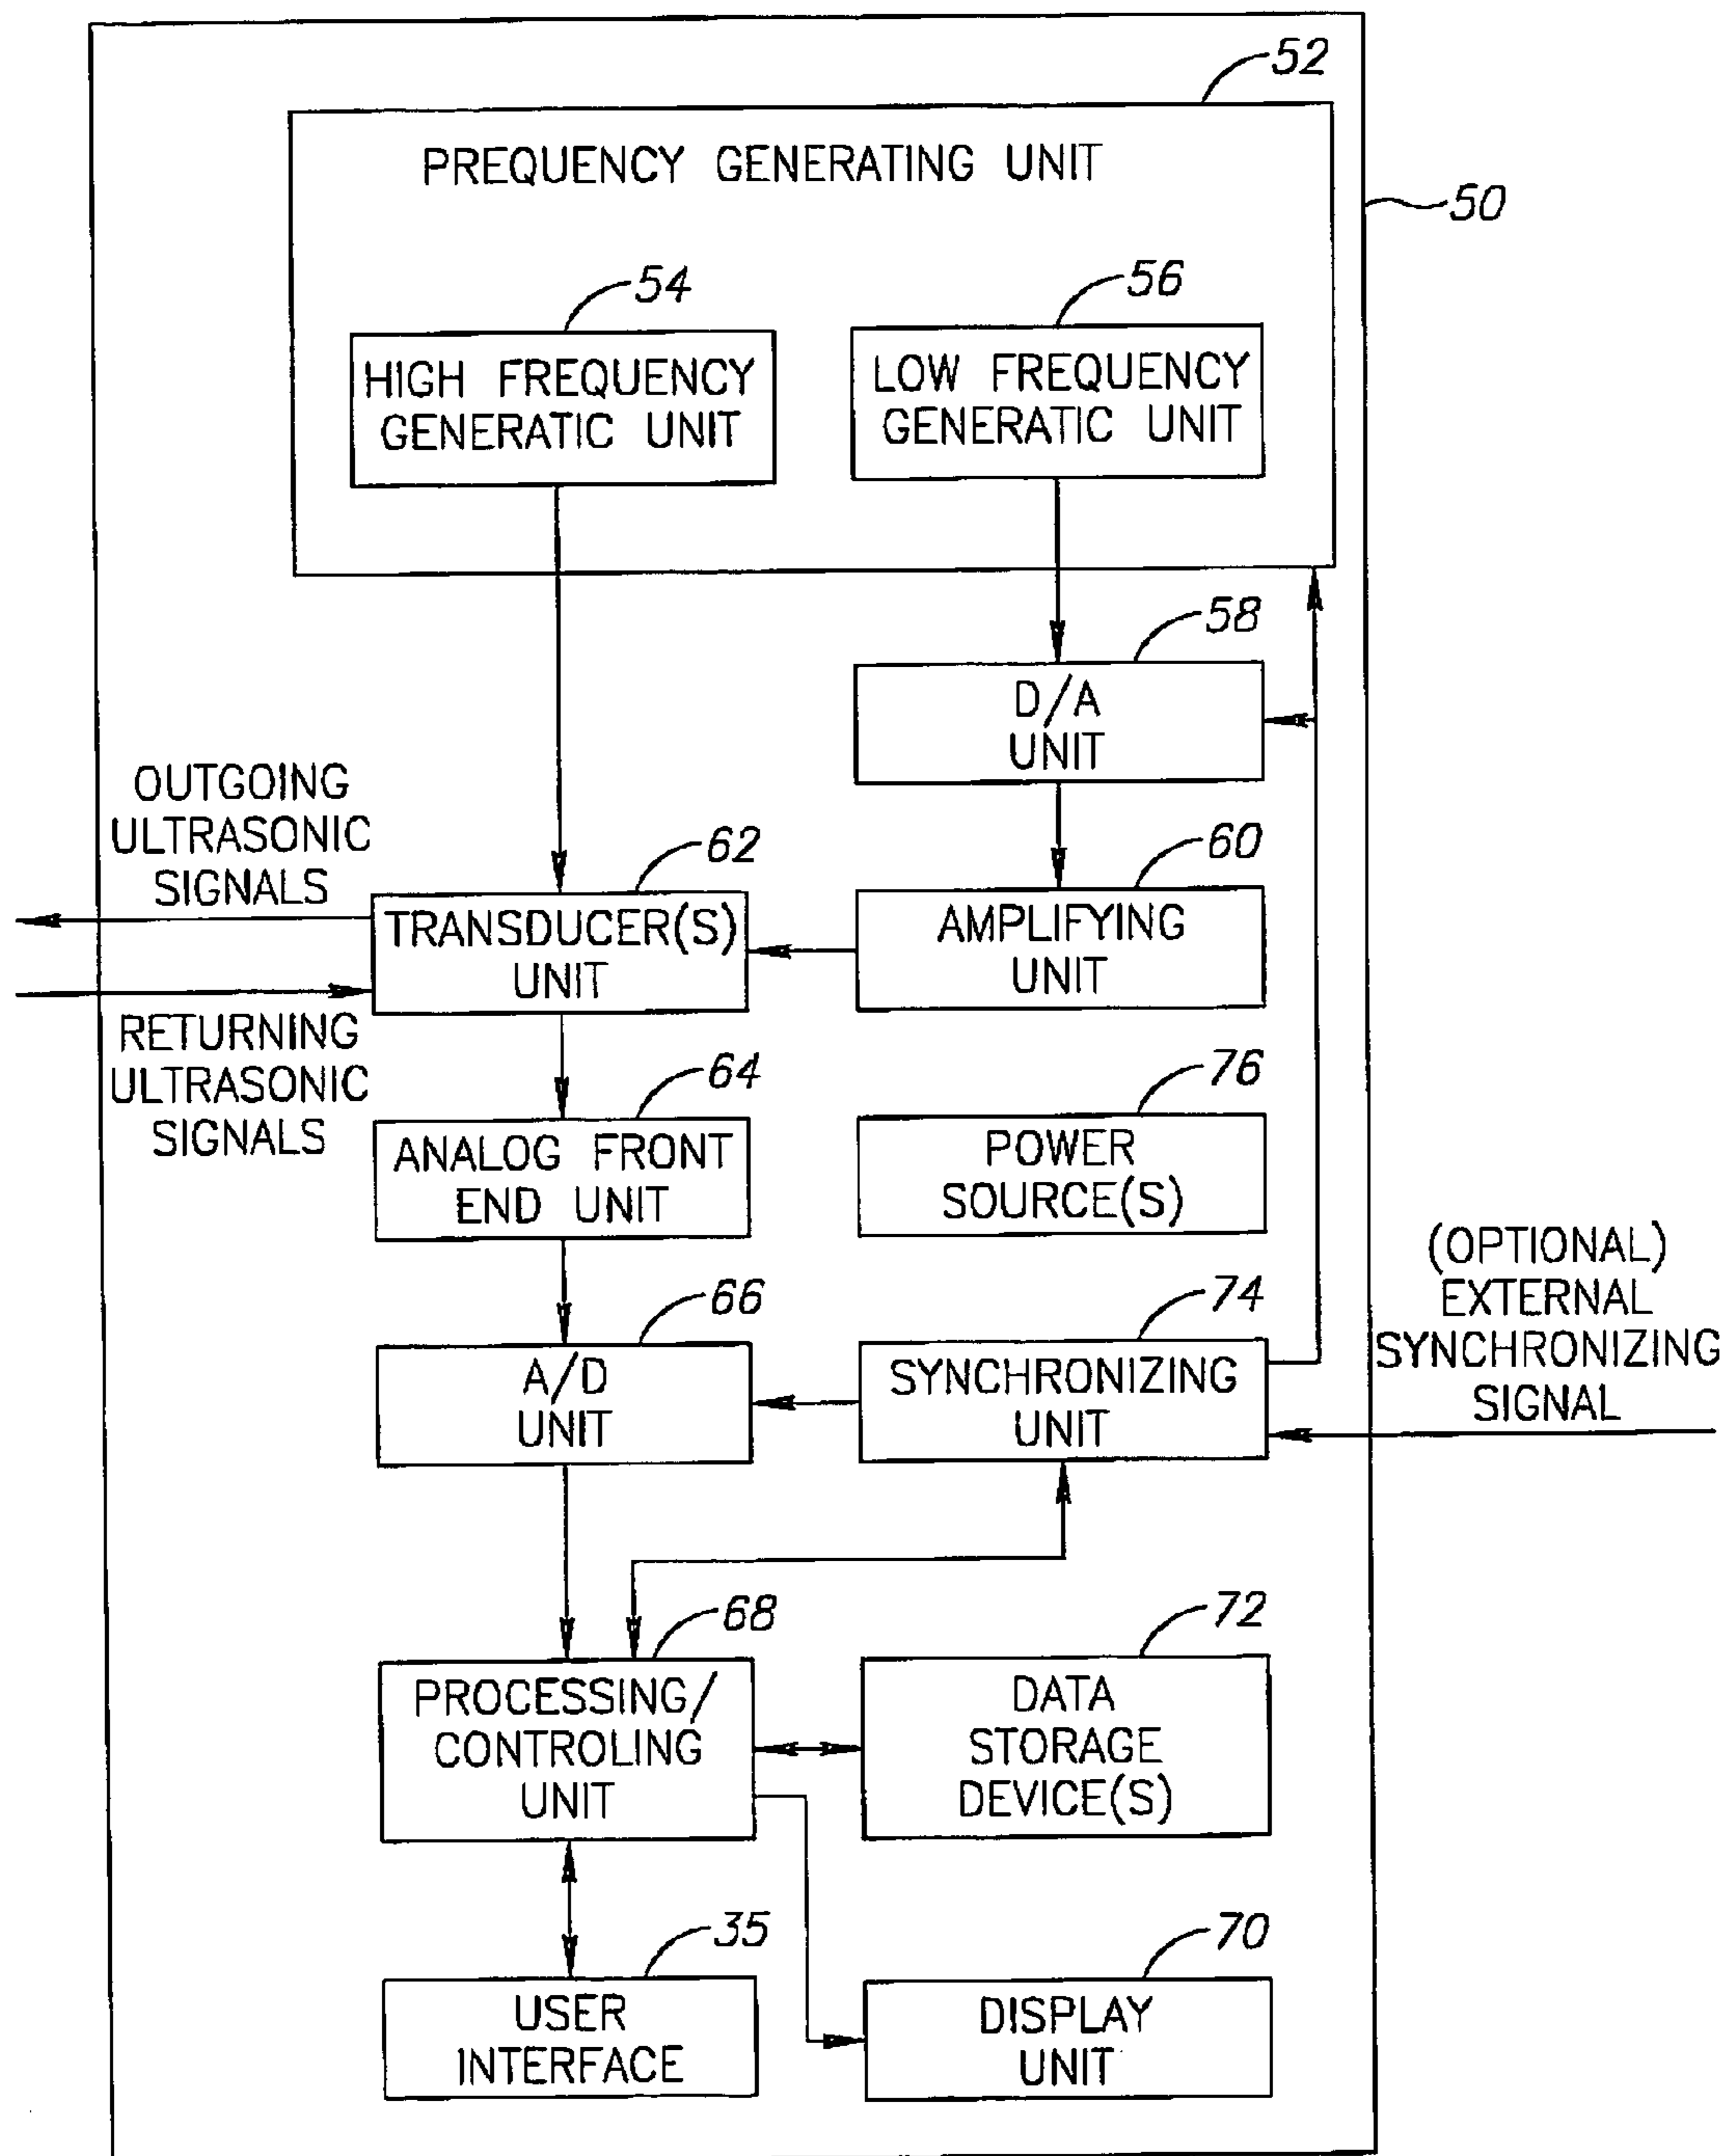 52
PREQUENCY GENERATING UNIT
50
54
56
HIGH FREQUENCY
GENERATIC UNIT
LOW FREQUENCY
GENERATIC UNIT
58
D/A
UNIT
OUTGOING
ULTRASONIC
SIGNALS
62
60
TRANSDUCER(S)
UNIT
AMPLIFYING
UNIT
RETURNING
ULTRASONIC
SIGNALS
64
76
ANALOG FRONT
END UNIT
POWER
SOURCE(S)
(OPTIONAL)
EXTERNAL
SYNCHRONIZING
SIGNAL
66
74
A/D
UNIT
SYNCHRONIZING
UNIT
68
72
PROCESSING/
CONTROLING
UNIT
DATA
STORAGE
DEVICE(S)
35
70
USER
INTERFACE
DISPLAY
UNIT